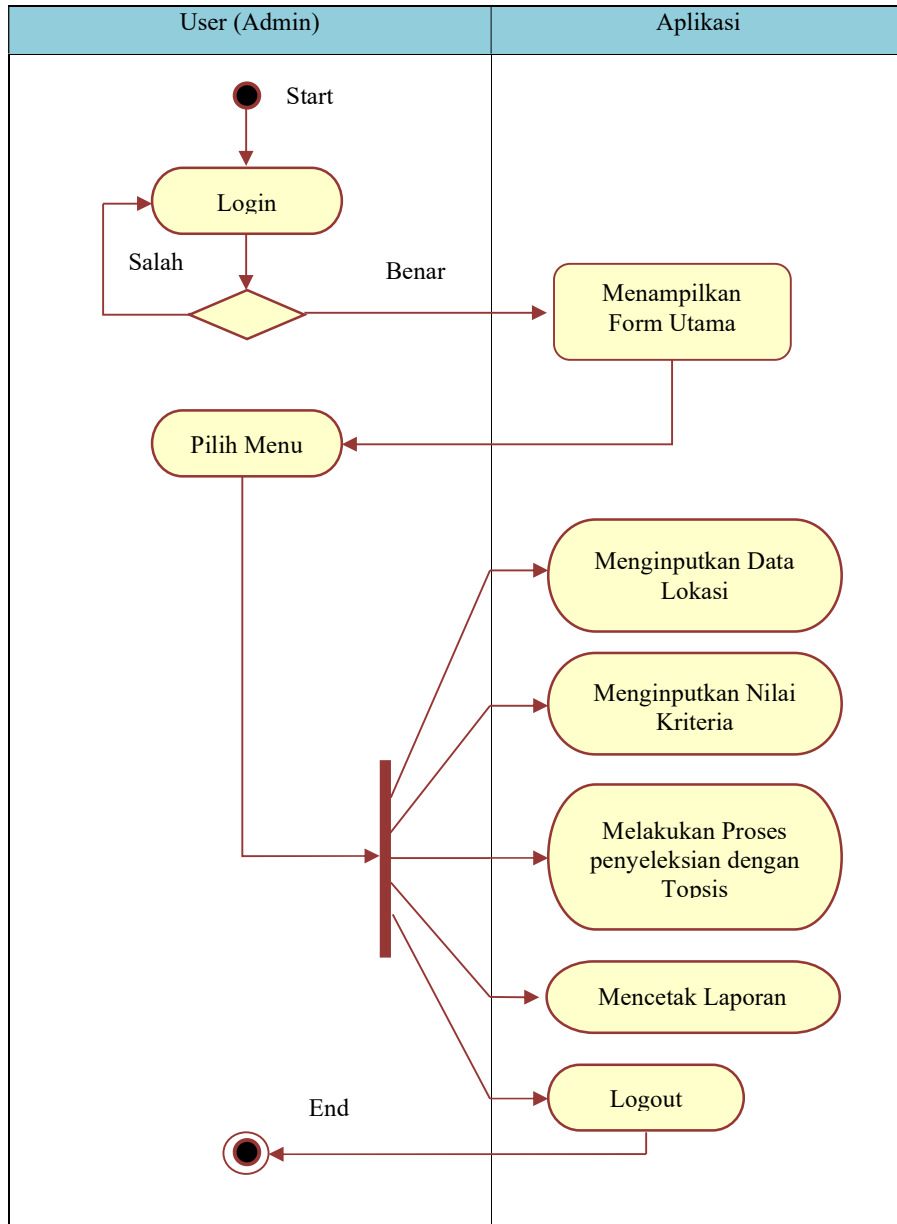 User (Admin)
Aplikasi
Start
Login
Salah
Benar
Menampilkan
Form Utama
Pilih Menu
Menginputkan Data
Lokasi
Menginputkan Nilai
Kriteria
Melakukan Proses
penyeleksian dengan
Topsis
Mencetak Laporan
Logout
End